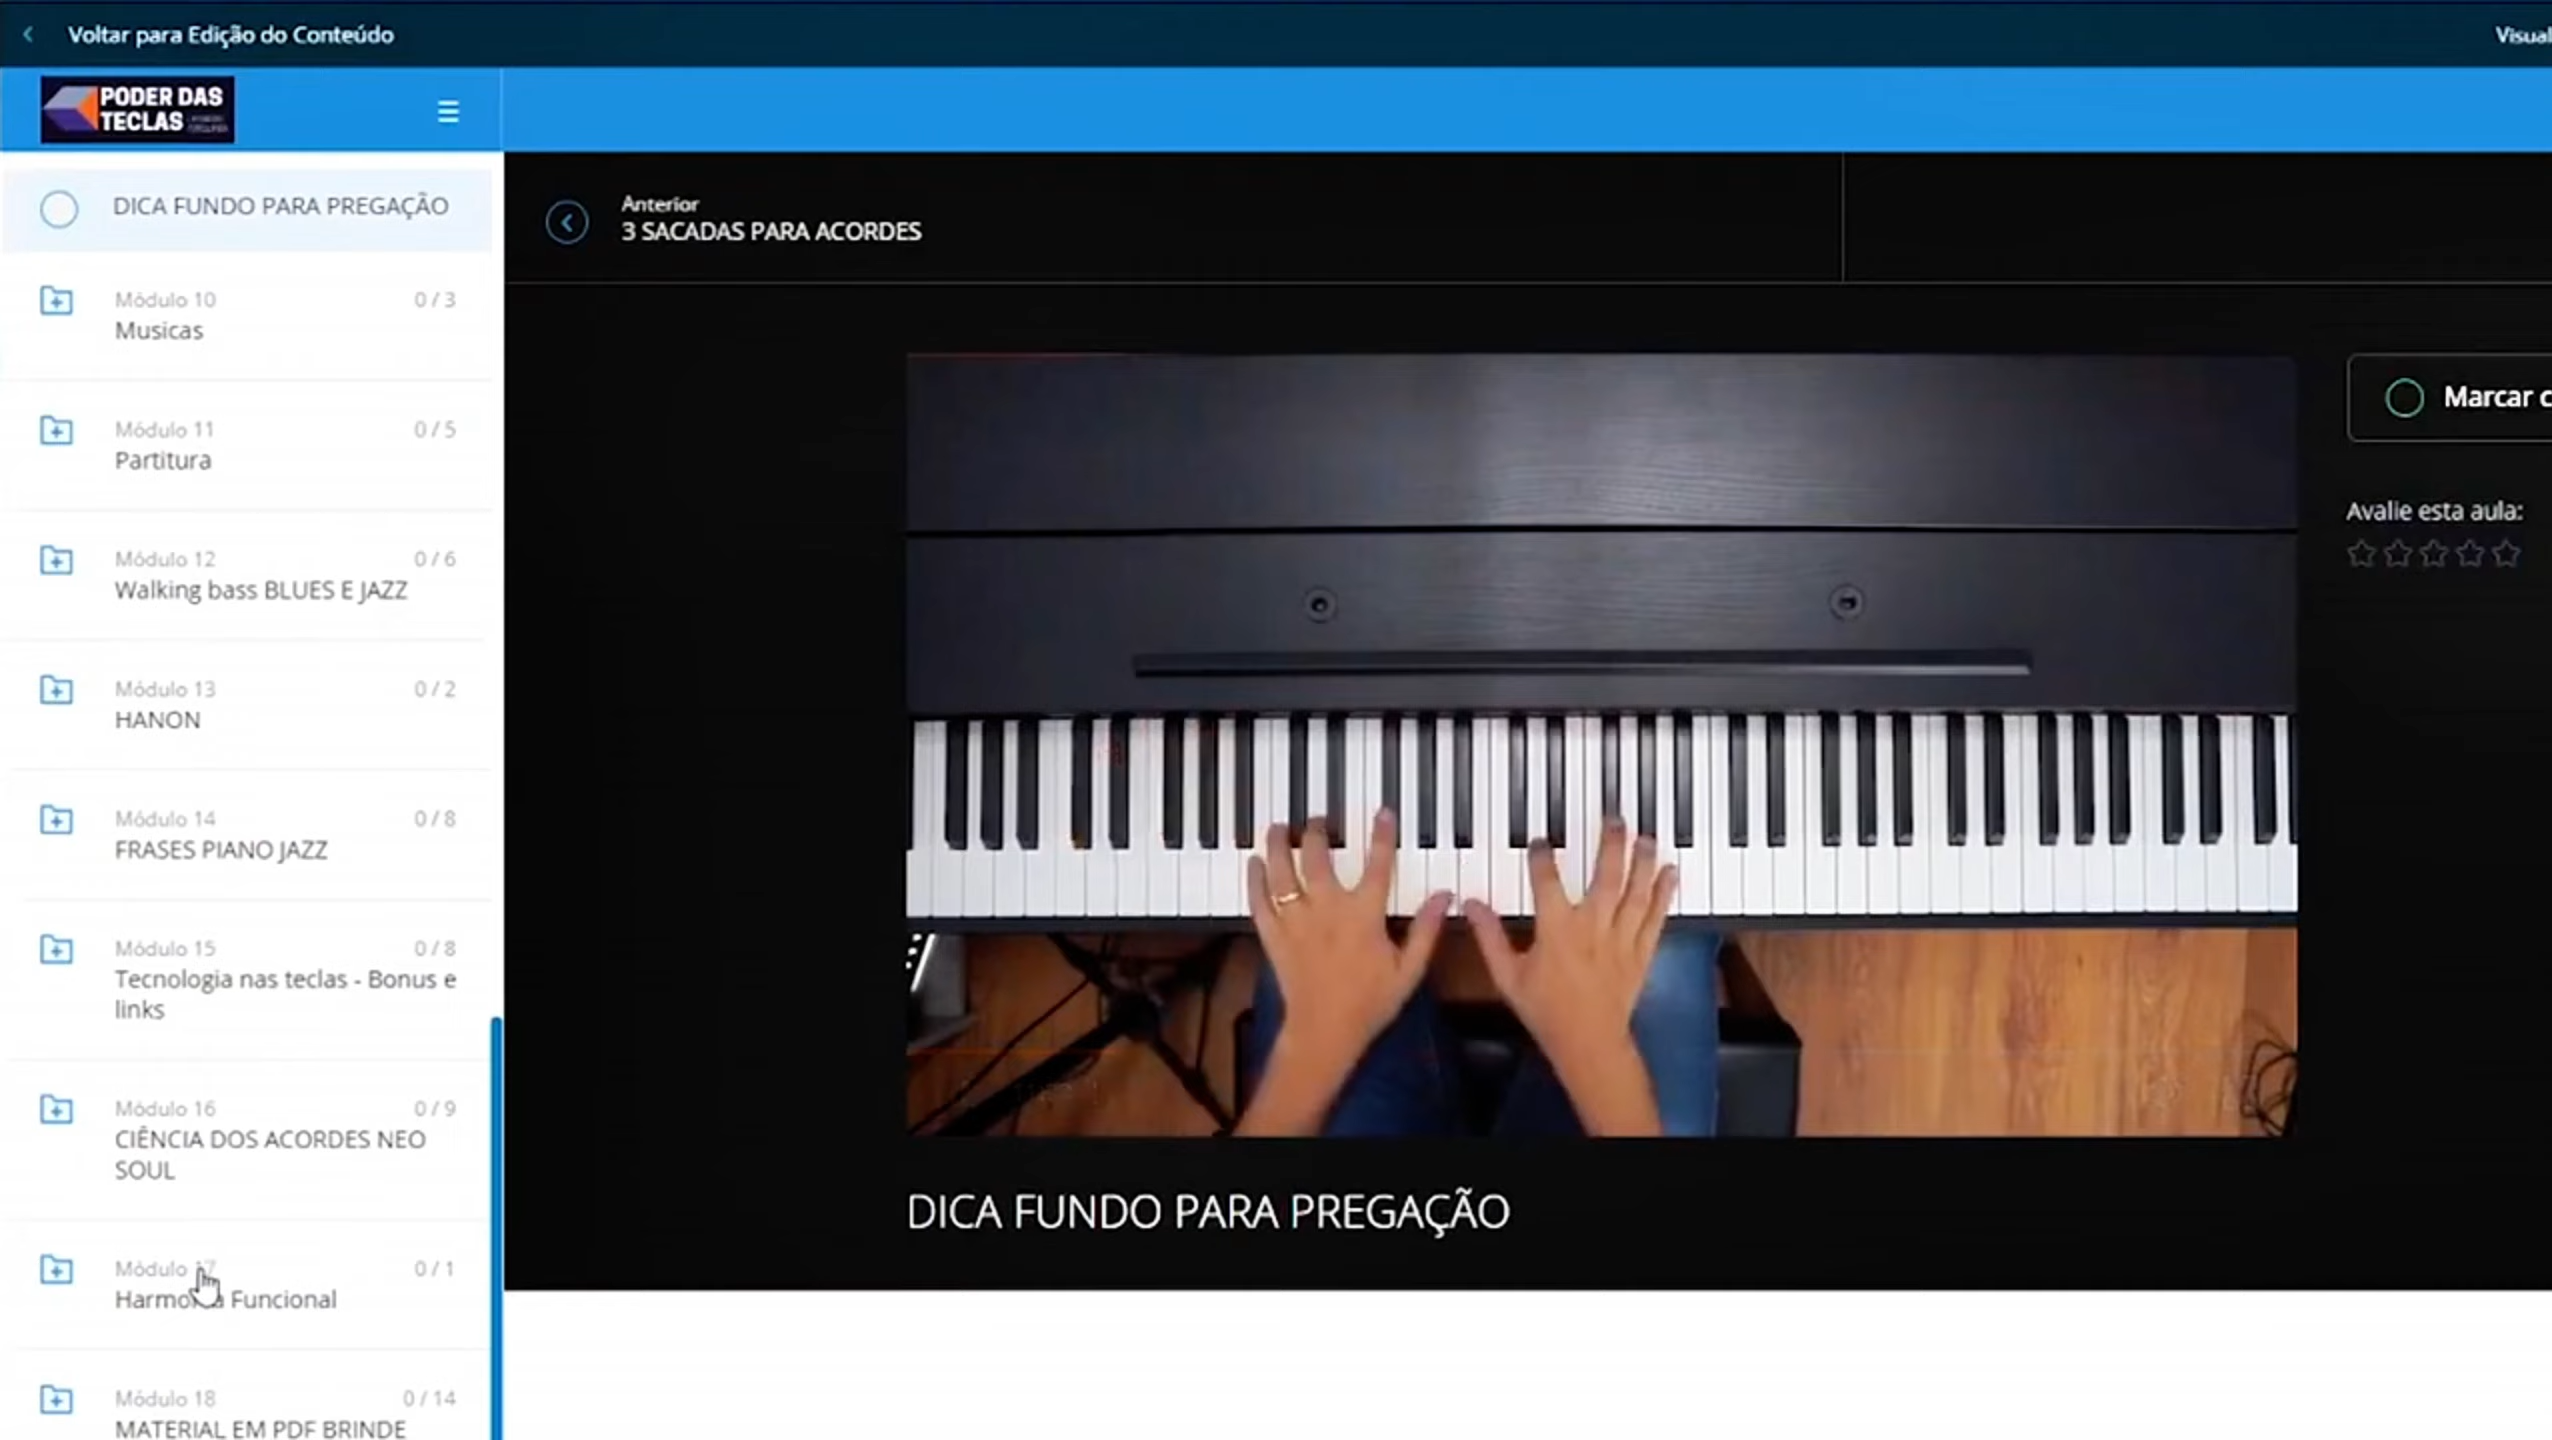 Voltar para Edição do Conteúdo
Visual
PODER DAS
TECLAS
DICA FUNDO PARA PREGAÇÃO
Módulo 10 0 / 3
Musicas
Módulo 11 0 / 5
Partitura
Módulo 12 0 / 6
Walking bass BLUES E JAZZ
Módulo 13 0 / 2
HANON
Módulo 14 0 / 8
FRASES PIANO JAZZ
Módulo 15 0 / 8
Tecnologia nas teclas - Bonus e
links
Módulo 16 0 / 9
CIÊNCIA DOS ACORDES NEO
SOUL
Módulo 17 0 / 1
Harmonia Funcional
Módulo 18 0 / 14
MATERIAL EM PDF BRINDE
Anterior
3 SACADAS PARA ACORDES
Marcar c
Avalie esta aula:
DICA FUNDO PARA PREGAÇÃO